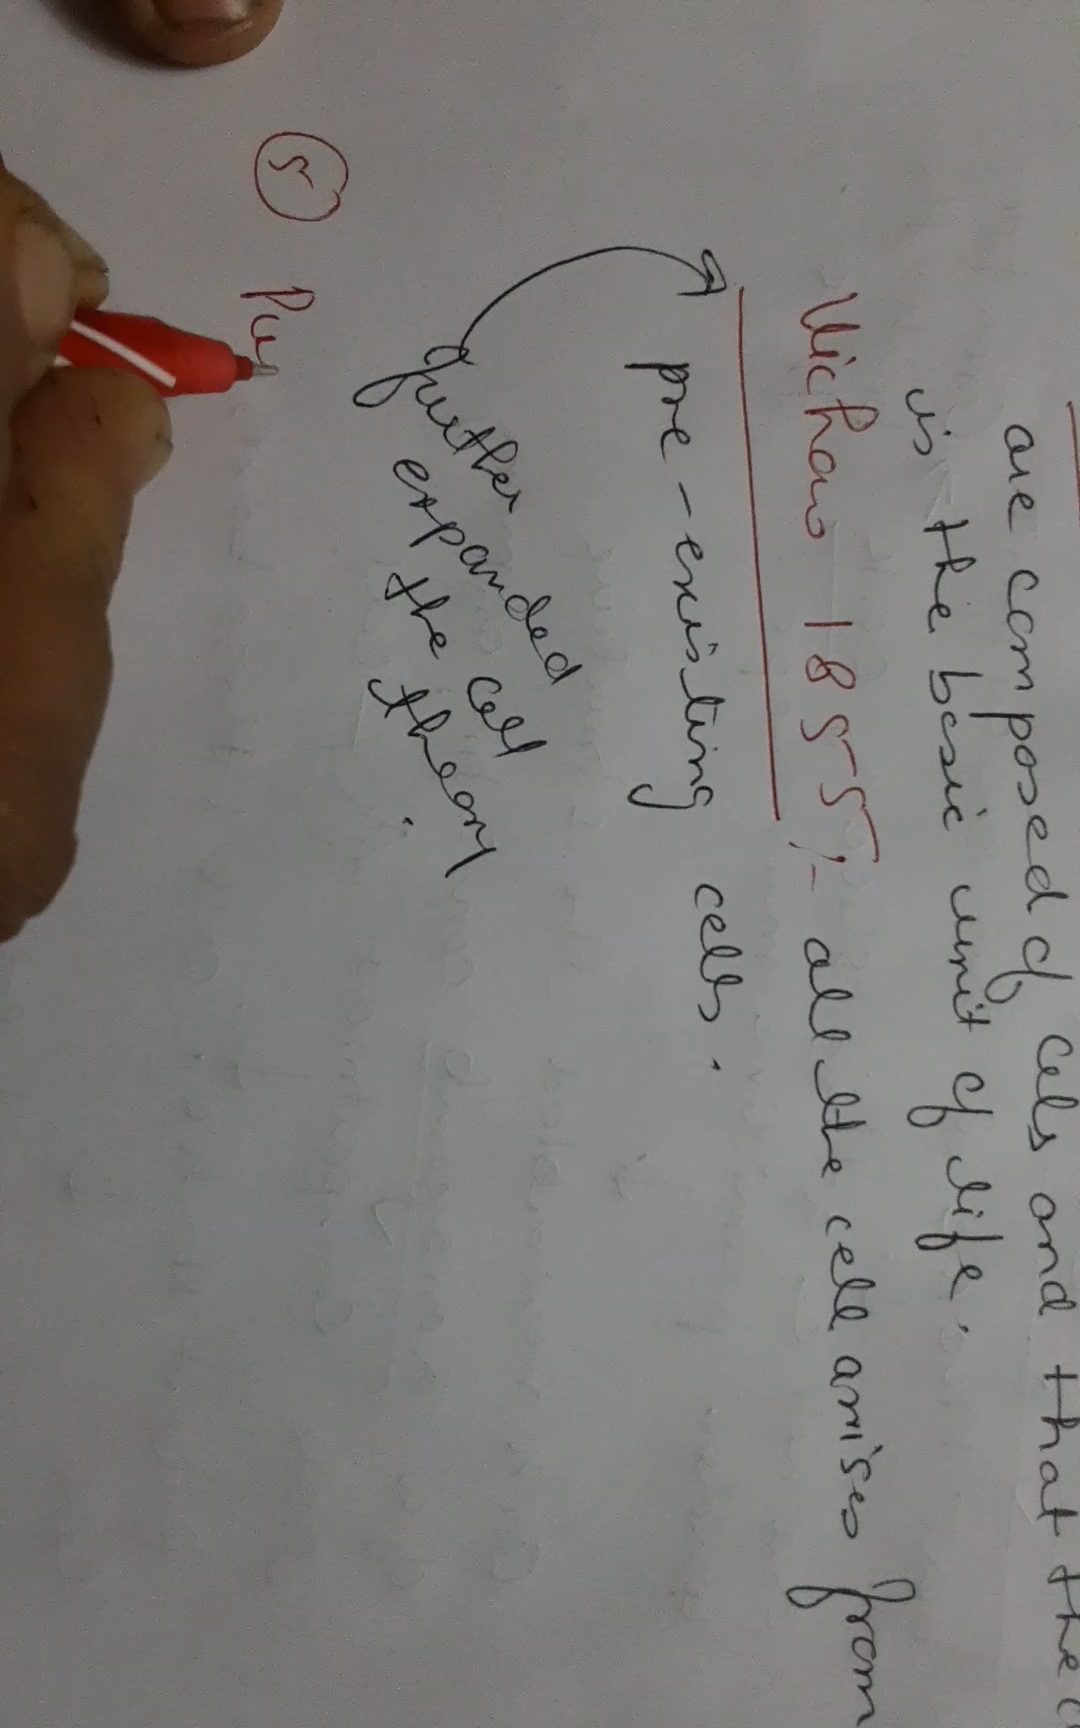 are composed of cells and that the
is the basic unit of life.
Vichow 1855:- all the cell arises from
pre-existing cells.
further
expanded
the cell
theory.
5 Pu